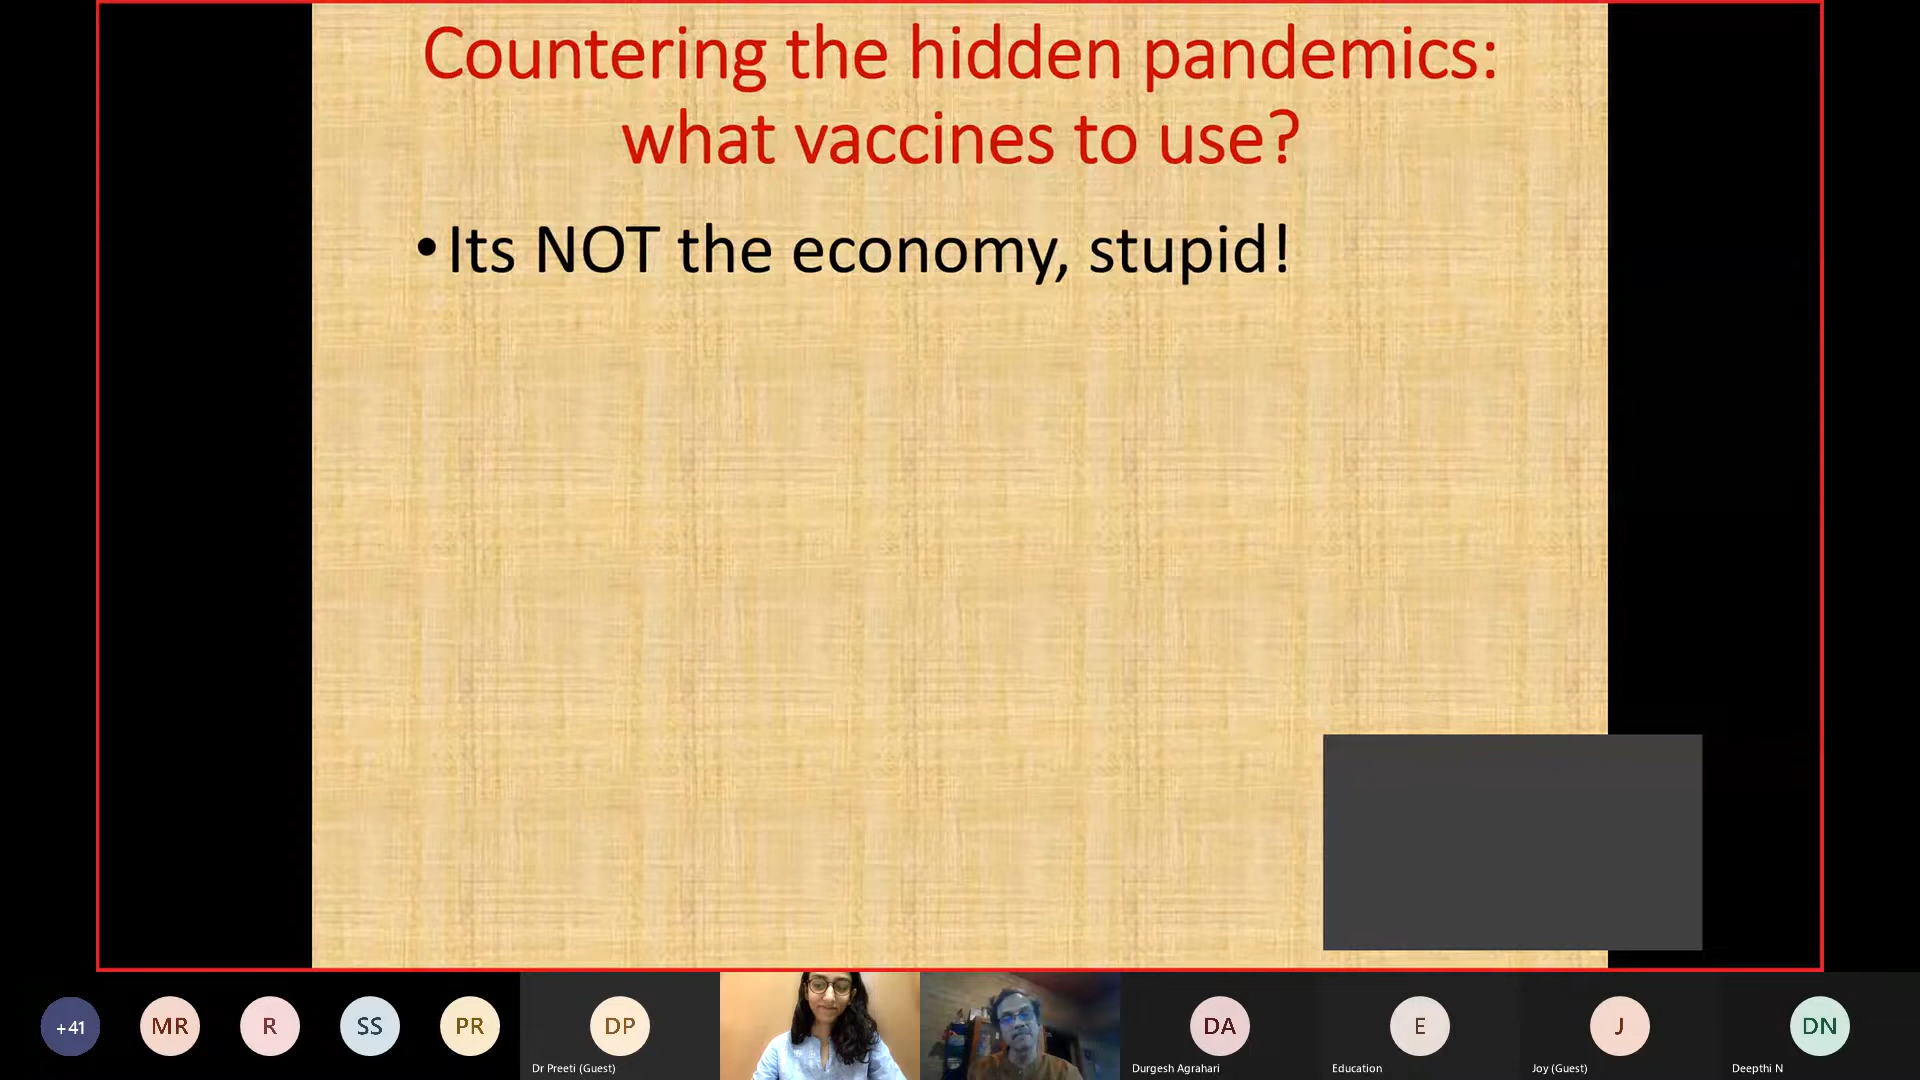 Countering the hidden pandemics:
what vaccines to use?
•Its NOT the economy, stupid!
+41
MR
R
SS
PR
DP
DA
E
J
DN
Dr Preeti (Guest)
Durgesh Agrahari
Education
Joy (Guest)
Deepthi N